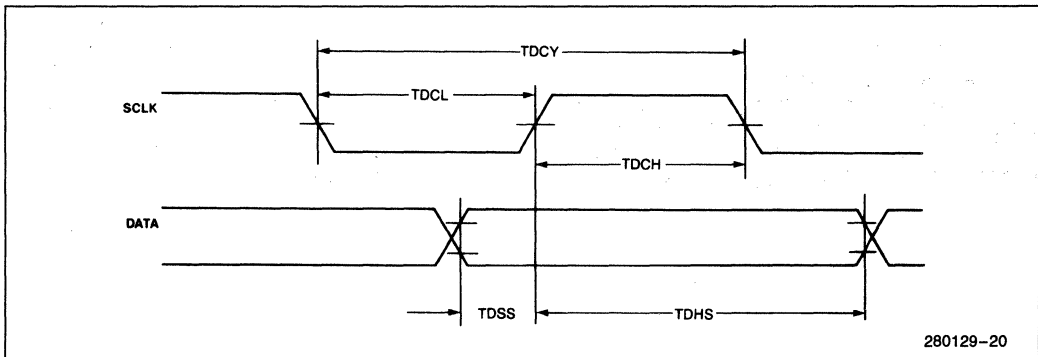 TDCY
SCLK
TDCL
TDCH
DATA
TDSS
TDHS
280129-20